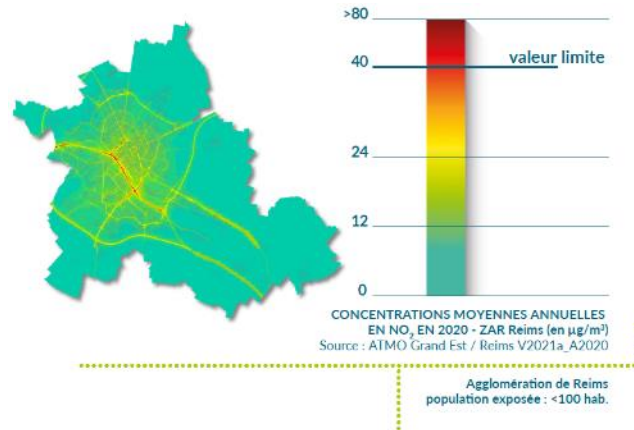 >80
40
valeur limite
24
12
0
CONCENTRATIONS MOYENNES ANNUELLES
EN NO₂ EN 2020 - ZAR Reims (en µg/m³)
Source : ATMO Grand Est / Reims V2021a_A2020
Agglomération de Reims
population exposée : <100 hab.